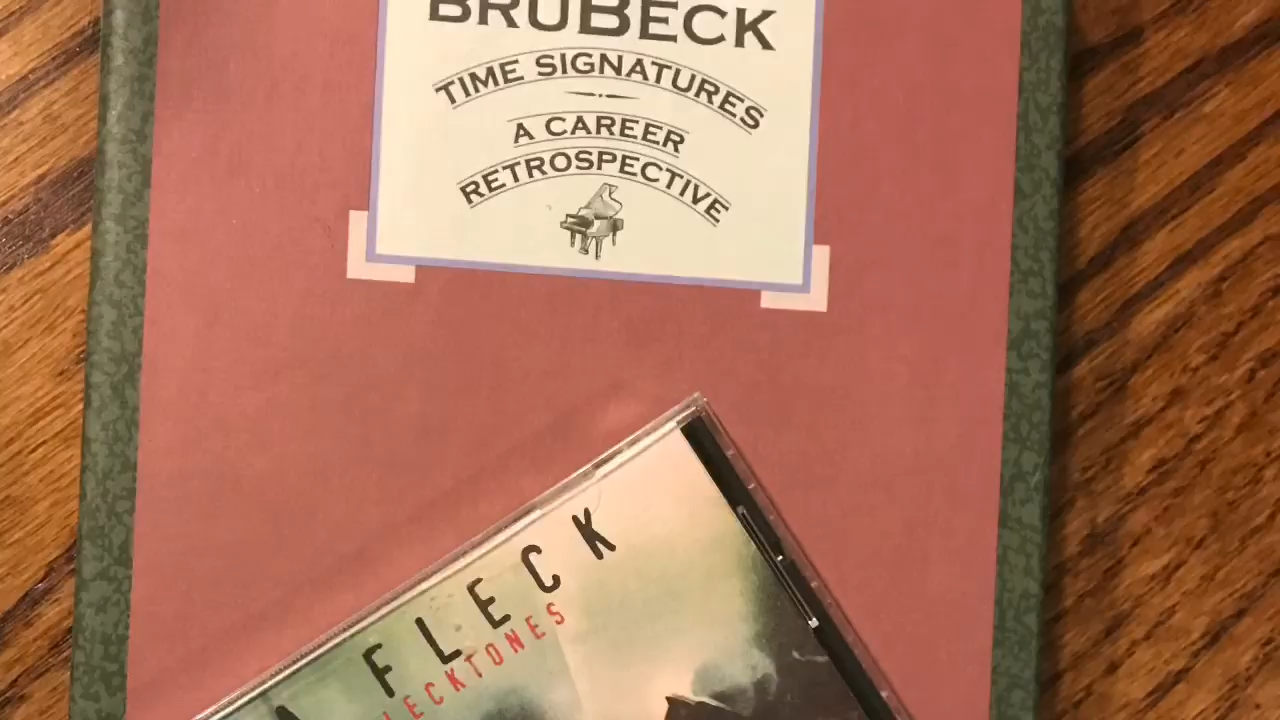 BRUBECK
TIME SIGNATURES
A CAREER
RETROSPECTIVE
A FLECK
LECKTONES